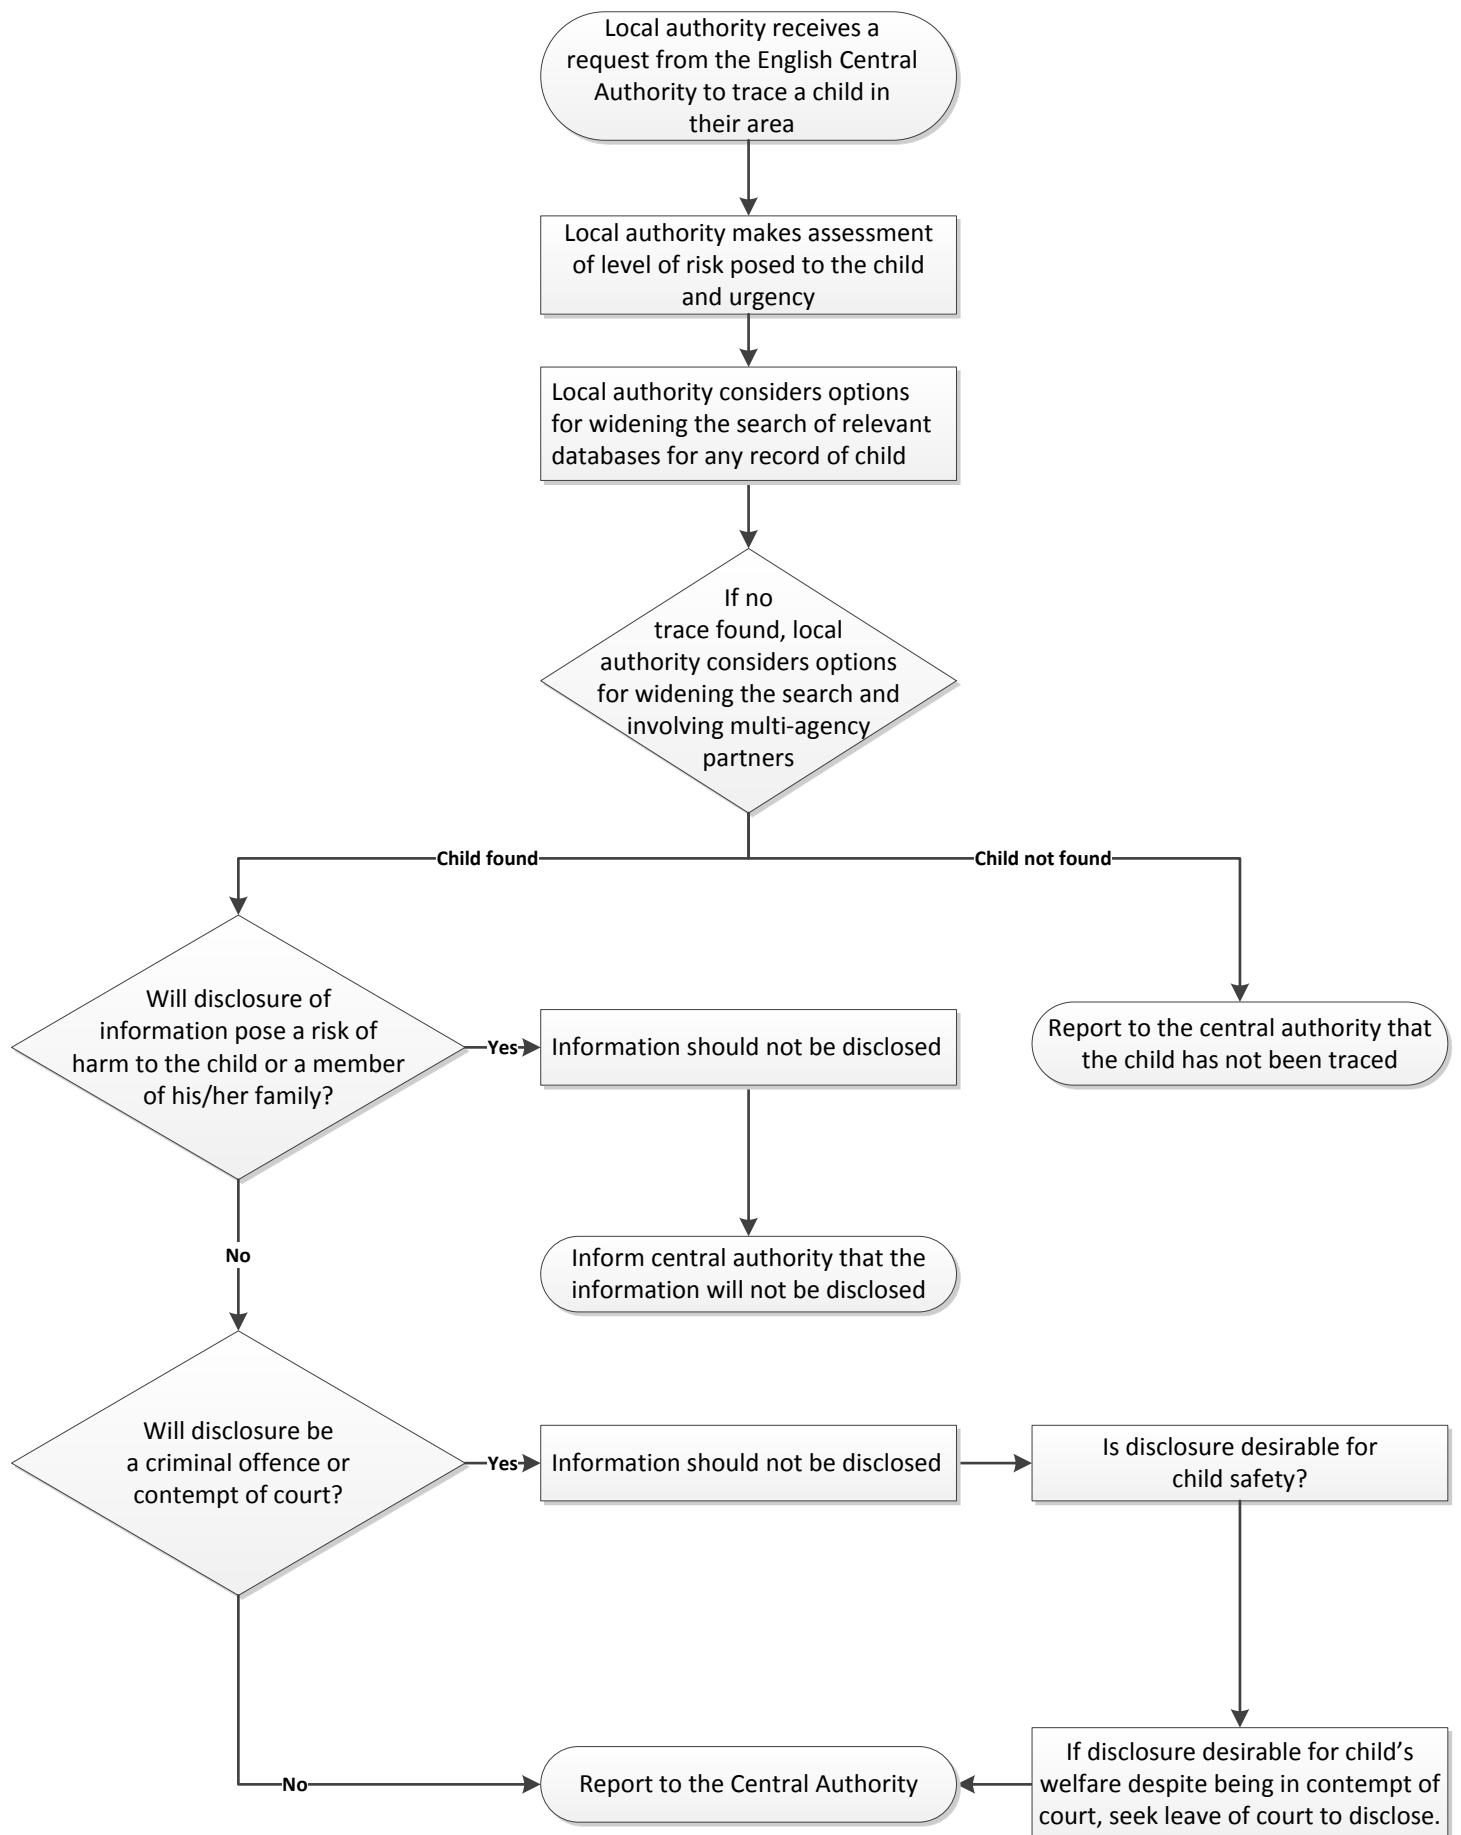 Local authority receives a
request from the English Central
Authority to trace a child in
their area
Local authority makes assessment
of level of risk posed to the child
and urgency
Local authority considers options
for widening the search of relevant
databases for any record of child
If no
trace found, local
authority considers options
for widening the search and
involving multi-agency
partners
Child found
Child not found
Will disclosure of
information pose a risk of
harm to the child or a member
of his/her family?
Yes
Information should not be disclosed
Report to the central authority that
the child has not been traced
No
Inform central authority that the
information will not be disclosed
Will disclosure be
a criminal offence or
contempt of court?
Yes
Information should not be disclosed
Is disclosure desirable for
child safety?
No
Report to the Central Authority
If disclosure desirable for child’s
welfare despite being in contempt of
court, seek leave of court to disclose.